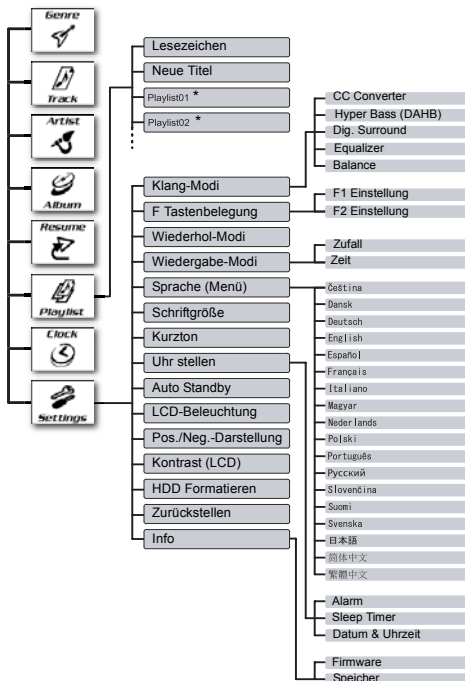 Genre
Track
Artist
Album
Resume
Playlist
Clock
Settings
Lesezeichen
Neue Titel
Playlist01 *
Playlist02 *
Klang-Modi
F Tastenbelegung
Wiederhol-Modi
Wiedergabe-Modi
Sprache (Menü)
Schriftgröße
Kurzton
Uhr stellen
Auto Standby
LCD-Beleuchtung
Pos./Neg.-Darstellung
Kontrast (LCD)
HDD Formatieren
Zurückstellen
Info
CC Converter
Hyper Bass (DAHB)
Dig. Surround
Equalizer
Balance
F1 Einstellung
F2 Einstellung
Zufall
Zeit
Čeština
Dansk
Deutsch
English
Español
Français
Italiano
Magyar
Nederlands
Polski
Português
Русский
Slovenčina
Suomi
Svenska
日本語
简体中文
繁體中文
Alarm
Sleep Timer
Datum & Uhrzeit
Firmware
Speicher